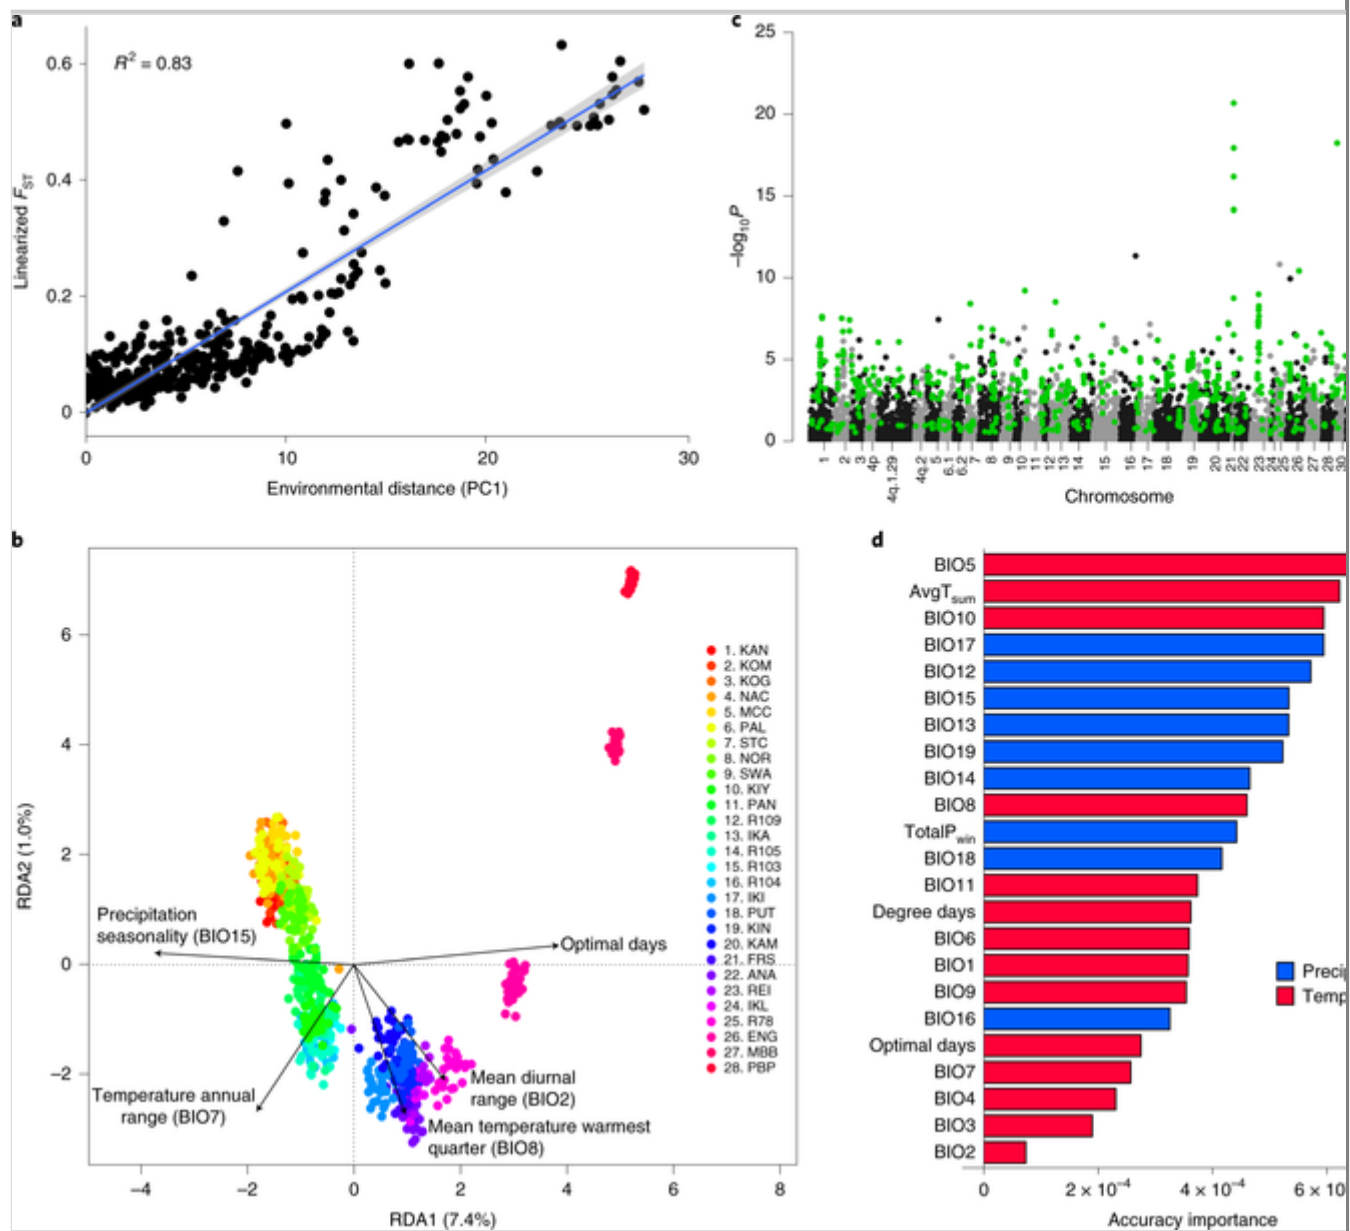 a
R² = 0.83
Linearized F_ST
0.6
0.4
0.2
0
0
10
20
30
Environmental distance (PC1)
c
25
20
15
10
5
0
−log₁₀P
1
2
3
4p
4q.1.29
4q.2
5
6.1
6.2
7
8
9
10
11
12
13
14
15
16
17
18
19
20
21
22
23
24
25
26
27
28
30
Chromosome
b
6
4
2
0
−2
RDA2 (1.0%)
1. KAN
2. KOM
3. KOG
4. NAC
5. MCC
6. PAL
7. STC
8. NOR
9. SWA
10. KIY
11. PAN
12. R109
13. IKA
14. R105
15. R103
16. R104
17. IKI
18. PUT
19. KIN
20. KAM
21. FRS
22. ANA
23. REI
24. IKL
25. R78
26. ENG
27. MBB
28. PBP
Precipitation
seasonality (BIO15)
Optimal days
Temperature annual
range (BIO7)
Mean diurnal
range (BIO2)
Mean temperature warmest
quarter (BIO8)
−4
−2
0
2
4
6
8
RDA1 (7.4%)
d
BIO5
AvgT_sum
BIO10
BIO17
BIO12
BIO15
BIO13
BIO19
BIO14
BIO8
TotalP_win
BIO18
BIO11
Degree days
BIO6
BIO1
BIO9
BIO16
Optimal days
BIO7
BIO4
BIO3
BIO2
Preci
Temp
0
2 × 10⁻⁴
4 × 10⁻⁴
6 × 10
Accuracy importance